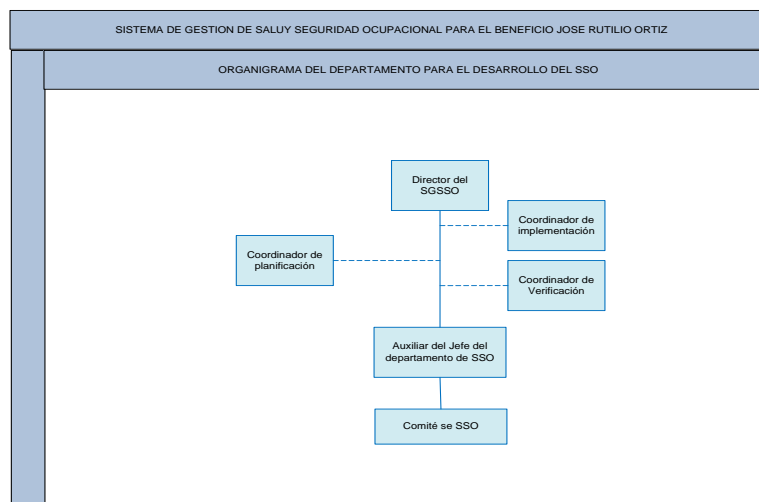 SISTEMA DE GESTION DE SALUY SEGURIDAD OCUPACIONAL PARA EL BENEFICIO JOSE RUTILIO ORTIZ
ORGANIGRAMA DEL DEPARTAMENTO PARA EL DESARROLLO DEL SSO
Director del
SGSSO
Coordinador de
implementación
Coordinador de
planificación
Coordinador de
Verificación
Auxiliar del Jefe del
departamento de SSO
Comité se SSO